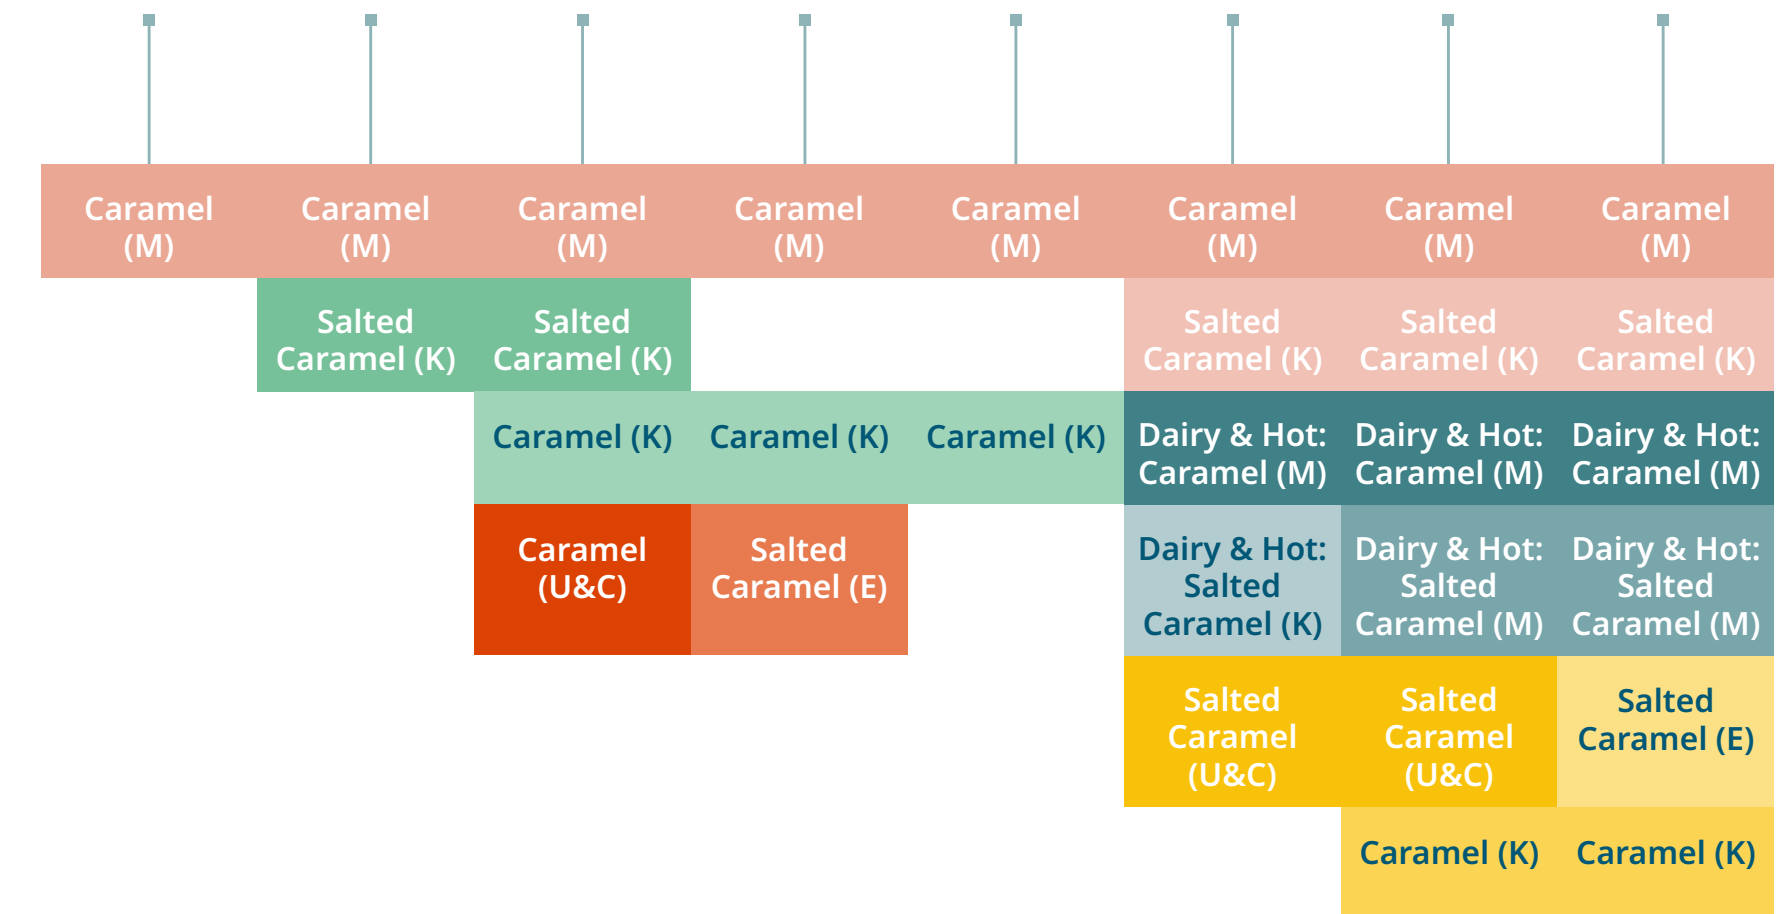 Caramel Caramel Caramel Caramel Caramel Caramel Caramel Caramel
(M) (M) (M) (M) (M) (M) (M) (M)
Salted Salted Salted Salted Salted
Caramel (K) Caramel (K) Caramel (K) Caramel (K) Caramel (K)
Caramel (K) Caramel (K) Caramel (K) Dairy & Hot: Dairy & Hot: Dairy & Hot:
Caramel (M) Caramel (M) Caramel (M)
Caramel Salted Dairy & Hot: Dairy & Hot: Dairy & Hot:
(U&C) Caramel (E) Salted Salted Salted
Caramel (K) Caramel (M) Caramel (M)
Salted Salted Salted
Caramel Caramel Caramel (E)
(U&C) (U&C)
Caramel (K) Caramel (K)